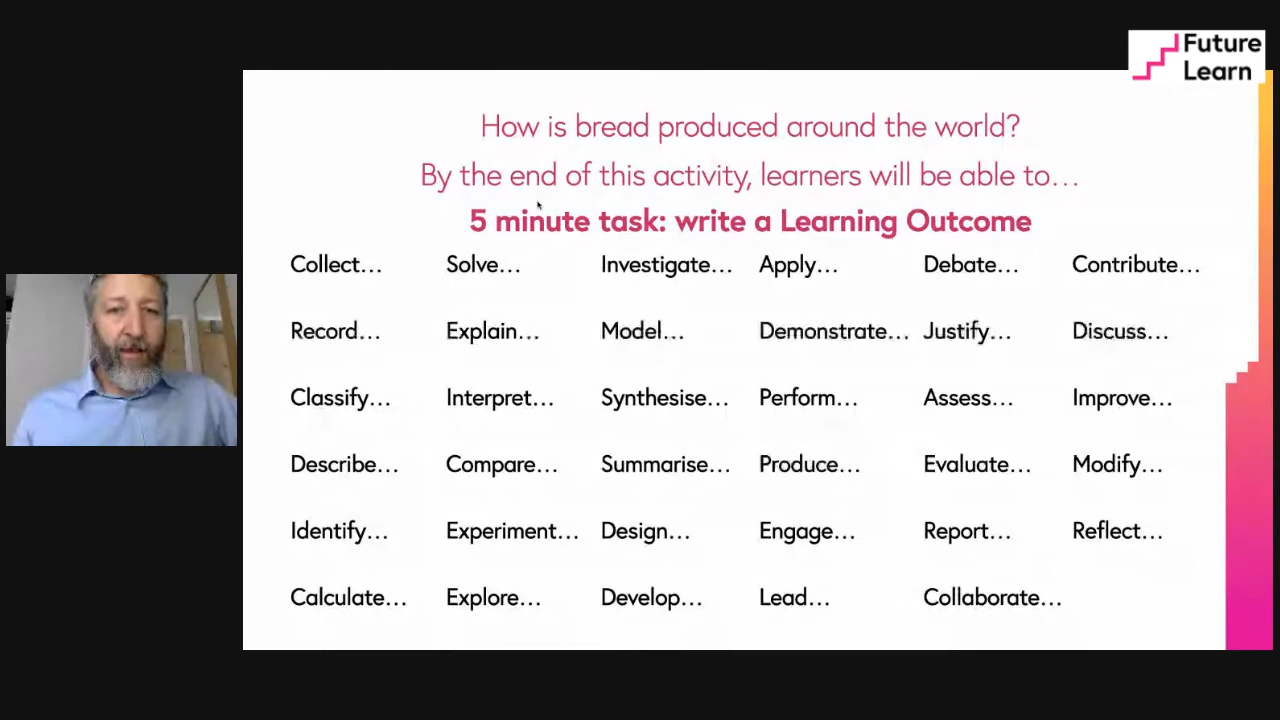 Future
Learn
How is bread produced around the world?
By the end of this activity, learners will be able to...
5 minute task: write a Learning Outcome
Collect... Solve... Investigate... Apply... Debate... Contribute...
Record... Explain... Model... Demonstrate... Justify... Discuss...
Classify... Interpret... Synthesise... Perform... Assess... Improve...
Describe... Compare... Summarise... Produce... Evaluate... Modify...
Identify... Experiment... Design... Engage... Report... Reflect...
Calculate... Explore... Develop... Lead... Collaborate...